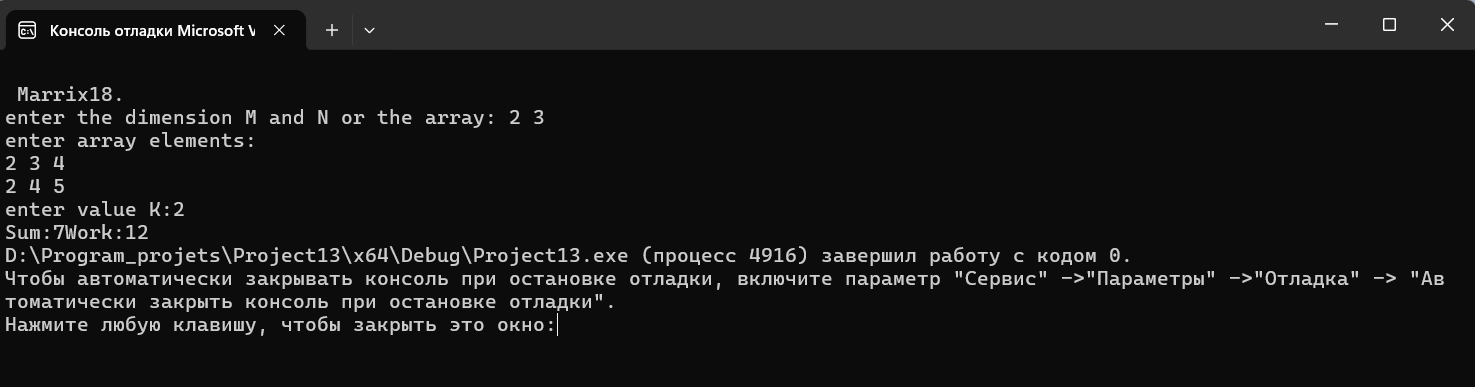 Консоль отладки Microsoft V
Marrix18.
enter the dimension M and N or the array: 2 3
enter array elements:
2 3 4
2 4 5
enter value K:2
Sum:7Work:12
D:\Program_projets\Project13\x64\Debug\Project13.exe (процесс 4916) завершил работу с кодом 0.
Чтобы автоматически закрывать консоль при остановке отладки, включите параметр "Сервис" ->"Параметры" ->"Отладка" -> "Ав
томатически закрыть консоль при остановке отладки".
Нажмите любую клавишу, чтобы закрыть это окно: